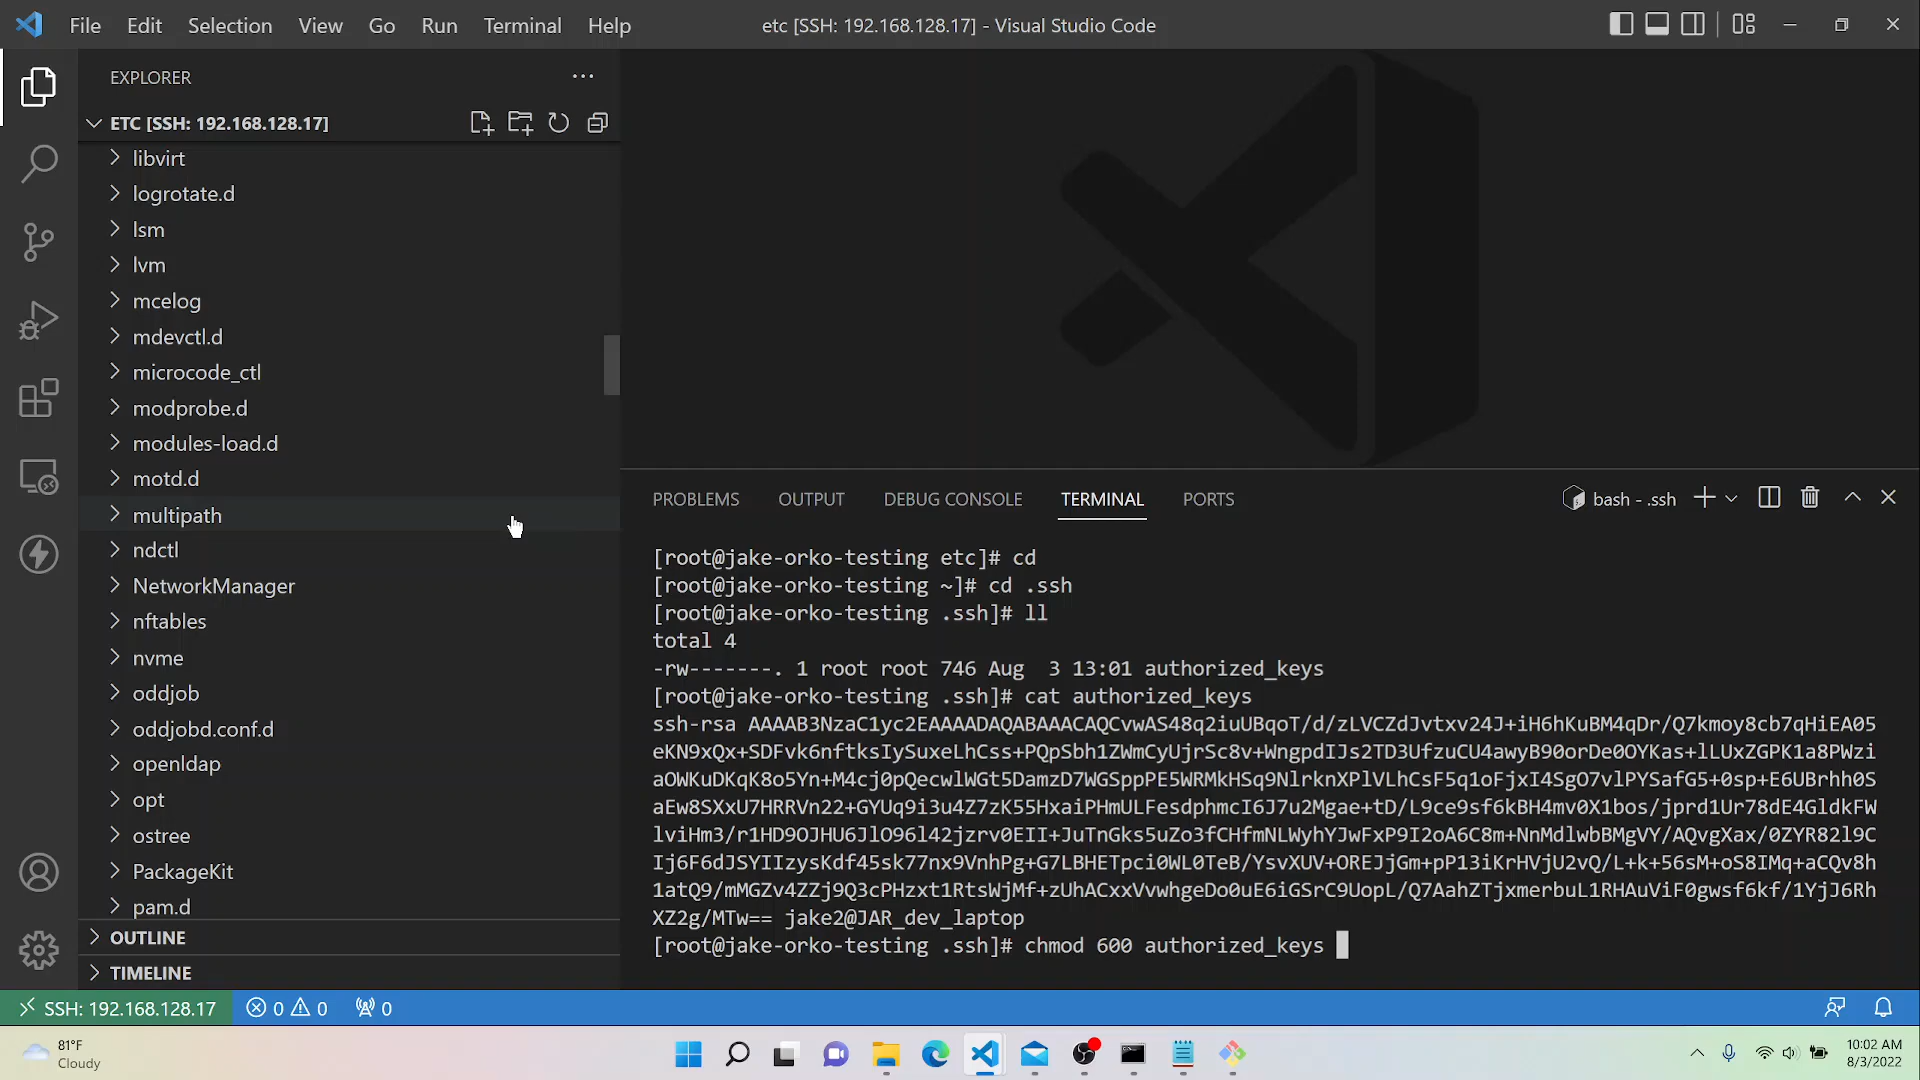 File Edit Selection View Go Run Terminal Help
etc [SSH: 192.168.128.17] - Visual Studio Code
EXPLORER
ETC [SSH: 192.168.128.17]
libvirt
logrotate.d
lsm
lvm
mcelog
mdevctl.d
microcode_ctl
modprobe.d
modules-load.d
motd.d
multipath
ndctl
NetworkManager
nftables
nvme
oddjob
oddjobd.conf.d
openldap
opt
ostree
PackageKit
pam.d
OUTLINE
TIMELINE
PROBLEMS OUTPUT DEBUG CONSOLE TERMINAL PORTS
bash - .ssh
[root@jake-orko-testing etc]# cd
[root@jake-orko-testing ~]# cd .ssh
[root@jake-orko-testing .ssh]# ll
total 4
-rw-------. 1 root root 746 Aug  3 13:01 authorized_keys
[root@jake-orko-testing .ssh]# cat authorized_keys
ssh-rsa AAAAB3NzaC1yc2EAAAADAQABAAACAQCvwAS48q2iuUBqoT/d/zLVCZdJvtxv24J+iH6hKuBM4qDr/Q7kmoy8cb7qHiEA05
eKN9xQx+SDFvk6nftksIySuxeLhCss+PQpSbh1ZWmCyUjrSc8v+WngpdIJs2TD3UfzuCU4awyB90orDe0OYKas+lLUxZGPK1a8PWzi
aOWKuDKqK8o5Yn+M4cj0pQecwlWGt5DamzD7WGSppPE5WRMkHSq9NlrknXPlVLhCsF5q1oFjxI4SgO7vlPYSafG5+0sp+E6UBrhh0S
aEw8SXxU7HRRVn22+GYUq9i3u4Z7zK55HxaiPHmULFesdphmcI6J7u2Mgae+tD/L9ce9sf6kBH4mv0X1bos/jprd1Ur78dE4GldkFW
lviHm3/r1HD9OJHU6JlO96l42jzrv0EII+JuTnGks5uZo3fCHfmNLWyhYJwFxP9I2oA6C8m+NnMdlwbBMgVY/AQvgXax/0ZYR82l9C
Ij6F6dJSYIIzysKdf45sk77nx9VnhPg+G7LBHETpci0WL0TeB/YsvXUV+OREJjGm+pP13iKrHVjU2vQ/L+k+56sM+oS8IMq+aCQv8h
1atQ9/mMGZv4ZZj9Q3cPHzxt1RtsWjMf+zUhACxxVvwhgeDo0uE6iGSrC9UopL/Q7AahZTjxmerbuL1RHAuViF0gwsf6kf/1YjJ6Rh
XZ2g/MTw== jake2@JAR_dev_laptop
[root@jake-orko-testing .ssh]# chmod 600 authorized_keys
SSH: 192.168.128.17 0 0 0
81°F
Cloudy
10:02 AM
8/3/2022